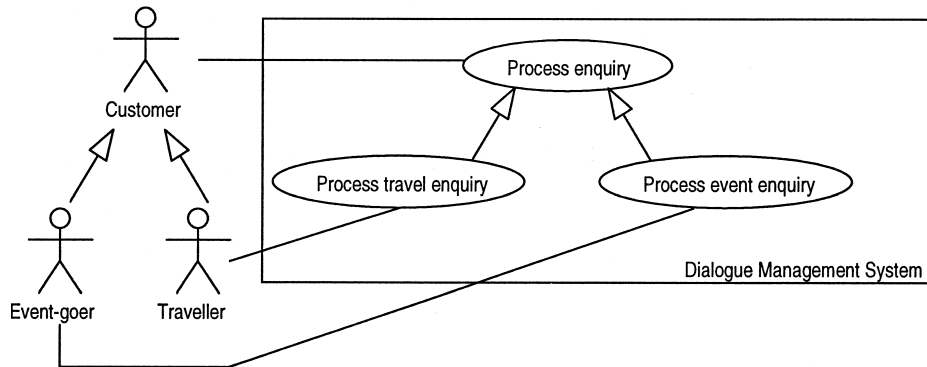 Process enquiry
Customer
Process travel enquiry
Process event enquiry
Dialogue Management System
Event-goer
Traveller